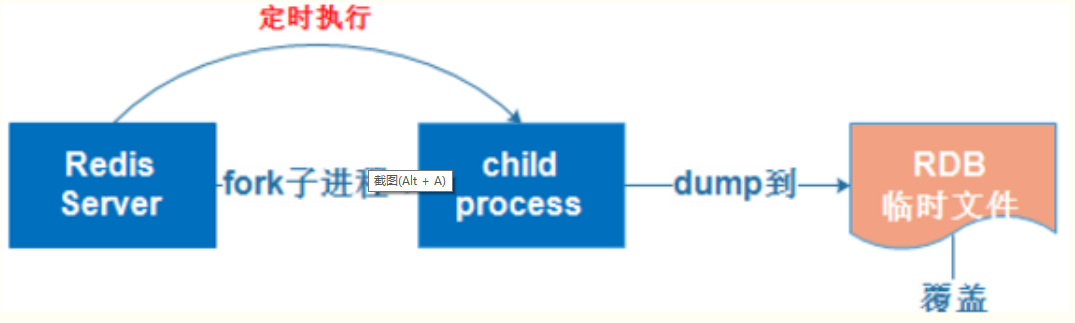 定时执行
Redis
Server
fork子进程
截图(Alt + A)
child
process
dump到
RDB
临时文件
覆盖